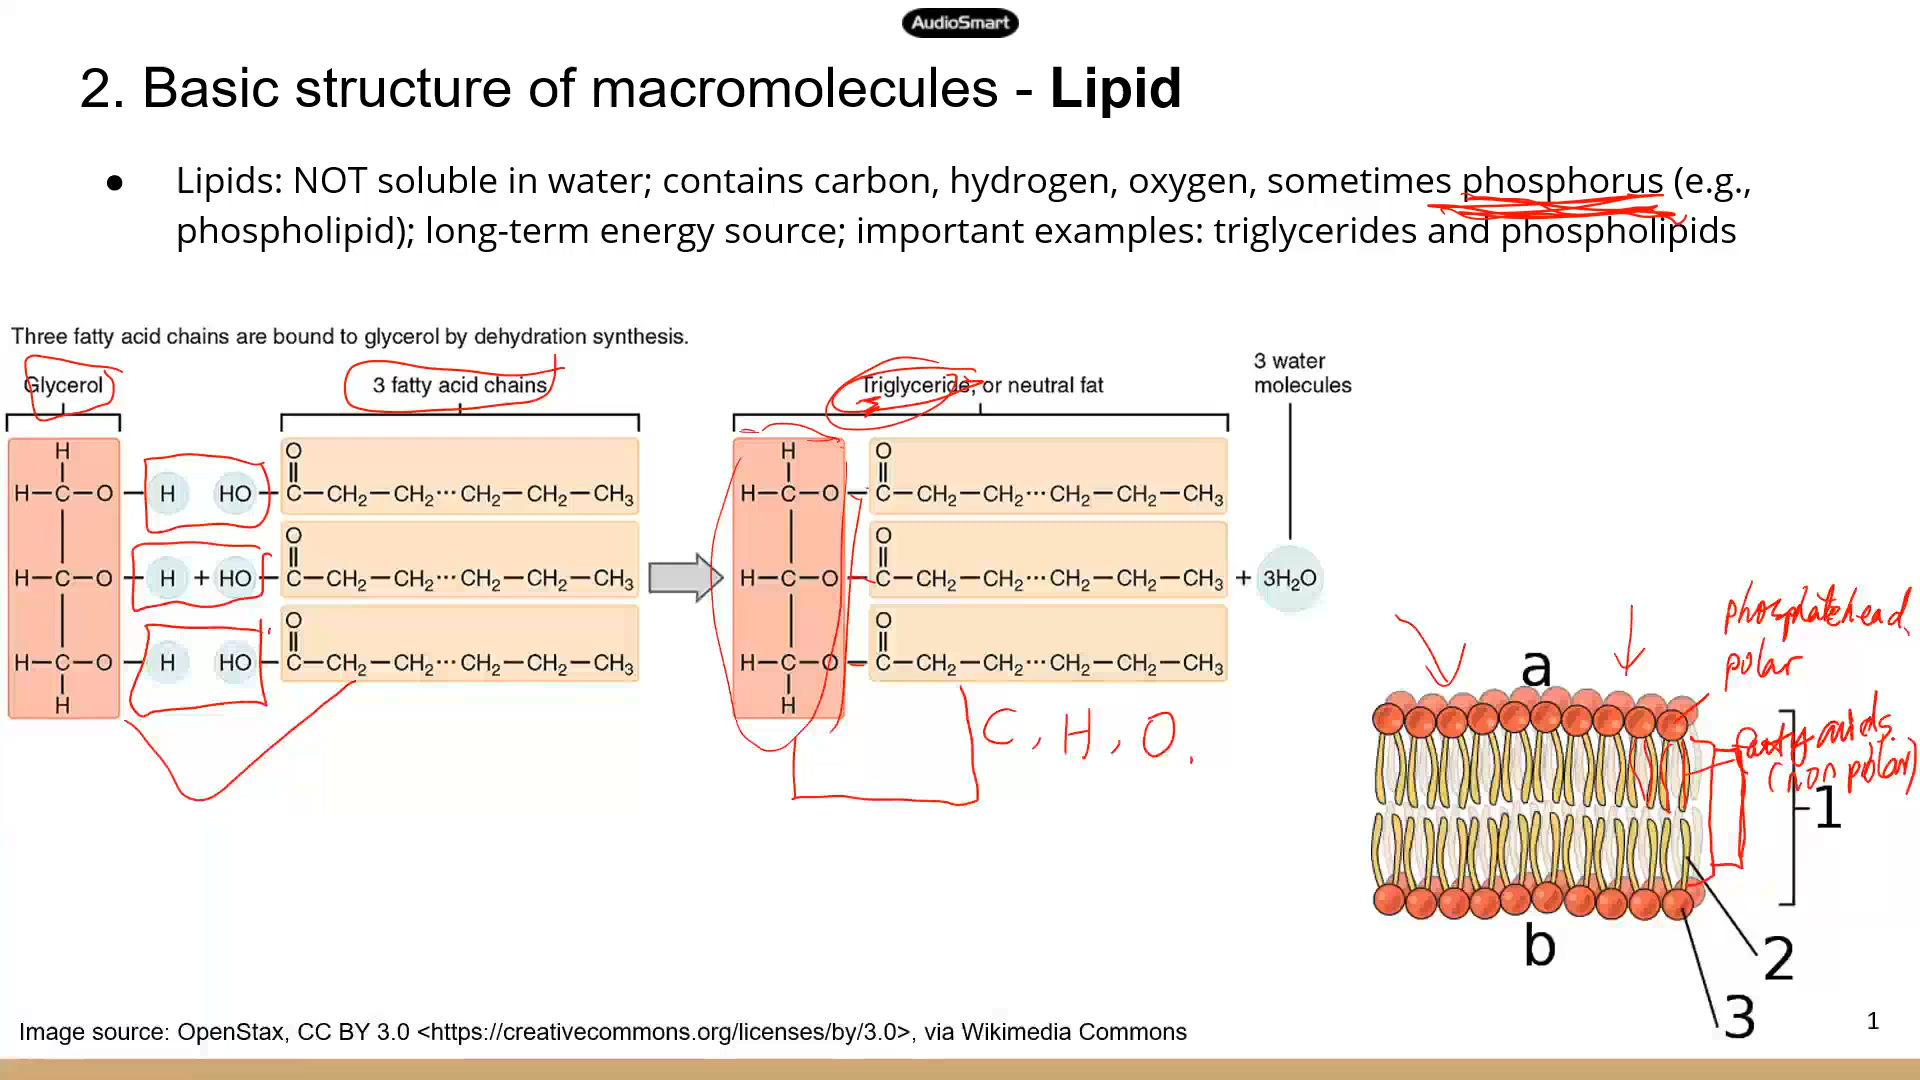 AudioSmart
2. Basic structure of macromolecules - Lipid
● Lipids: NOT soluble in water; contains carbon, hydrogen, oxygen, sometimes phosphorus (e.g.,
phospholipid); long-term energy source; important examples: triglycerides and phospholipids
Three fatty acid chains are bound to glycerol by dehydration synthesis.
Glycerol
3 fatty acid chains
Triglyceride, or neutral fat
3
3 water
molecules
H
H—C—O—H HO—C—CH₂—CH₂···CH₂—CH₂—CH₃
O
H—C—O—H + HO—C—CH₂—CH₂···CH₂—CH₂—CH₃
O
H—C—O—H HO—C—CH₂—CH₂···CH₂—CH₂—CH₃
O
H
H
H—C—O—C—CH₂—CH₂···CH₂—CH₂—CH₃
O
H—C—O—C—CH₂—CH₂···CH₂—CH₂—CH₃
O
H—C—O—C—CH₂—CH₂···CH₂—CH₂—CH₃
O
H
+ 3H₂O
C, H, O.
phosphate head
polar
fatty acids.
(non polar)
a
b
1
2
3
Image source: OpenStax, CC BY 3.0 <https://creativecommons.org/licenses/by/3.0>, via Wikimedia Commons
1